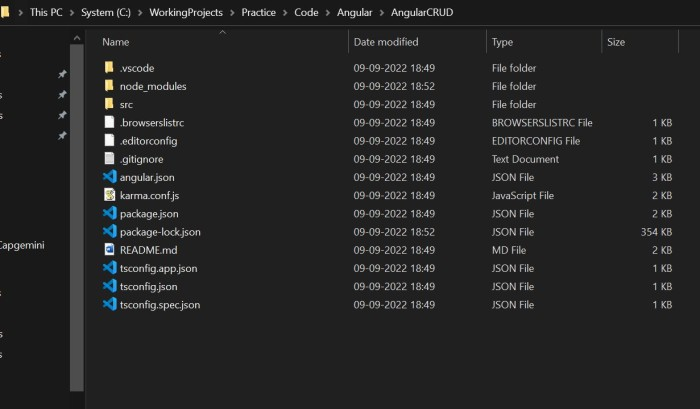 This PC > System (C:) > WorkingProjects > Practice > Code > Angular > AngularCRUD
Name Date modified Type Size
.vscode 09-09-2022 18:49 File folder
node_modules 09-09-2022 18:52 File folder
src 09-09-2022 18:49 File folder
.browserslistrc 09-09-2022 18:49 BROWSERSLISTRC File 1 KB
.editorconfig 09-09-2022 18:49 EDITORCONFIG File 1 KB
.gitignore 09-09-2022 18:49 Text Document 1 KB
angular.json 09-09-2022 18:49 JSON File 3 KB
karma.conf.js 09-09-2022 18:49 JavaScript File 2 KB
package.json 09-09-2022 18:49 JSON File 2 KB
package-lock.json 09-09-2022 18:52 JSON File 354 KB
Capgemini
README.md 09-09-2022 18:49 MD File 2 KB
tsconfig.app.json 09-09-2022 18:49 JSON File 1 KB
tsconfig.json 09-09-2022 18:49 JSON File 1 KB
tsconfig.spec.json 09-09-2022 18:49 JSON File 1 KB